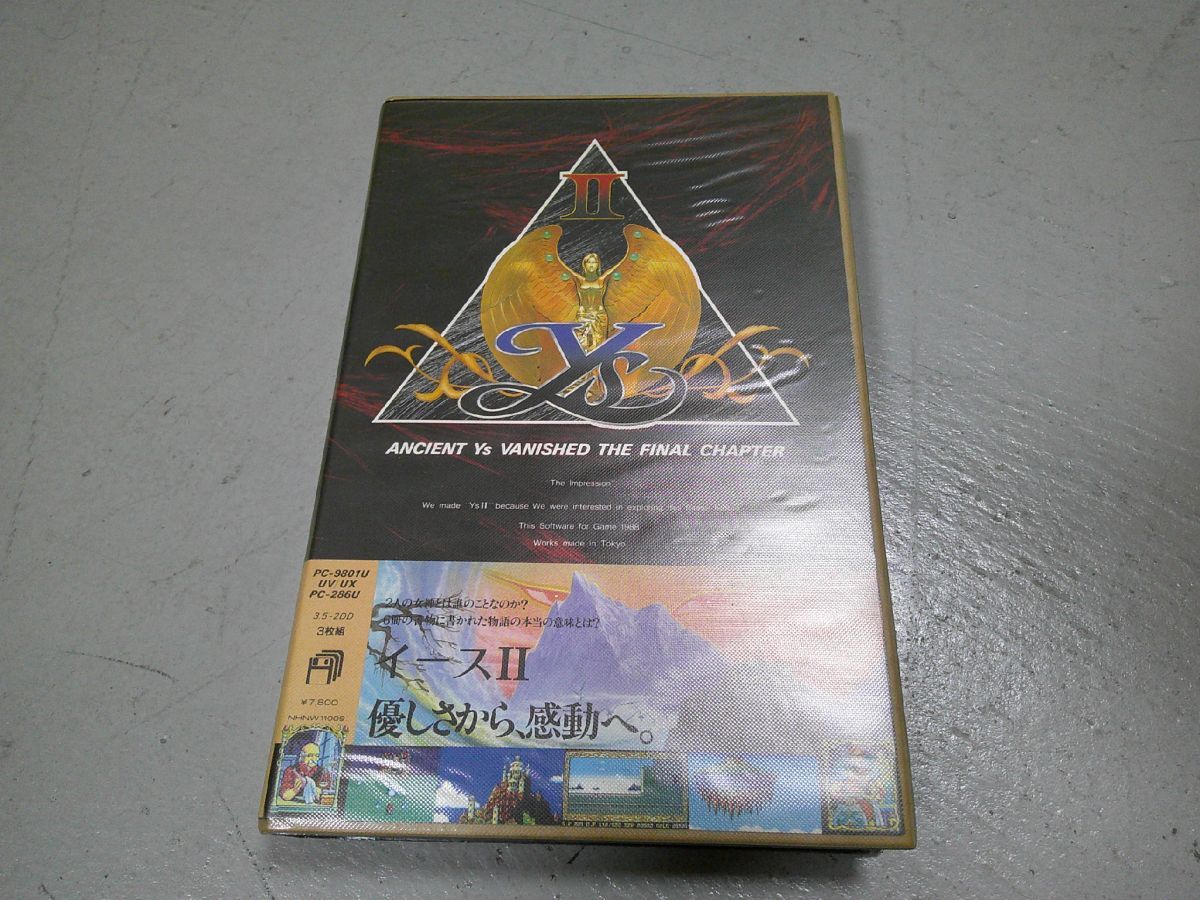 II
Ys
ANCIENT Ys VANISHED THE FINAL CHAPTER
The Impression
We made "Ys II" because We were interested in exploring
This Software for Game 1988
Works made in Tokyo
PC-9801U
UV UX
PC-286U
3.5-2DD
3枚組
¥7,800
NHNW11009
2人の女神とは誰のことなのか?
6冊の書物に書かれた物語の本当の意味とは?
イースII
優しさから、感動へ。